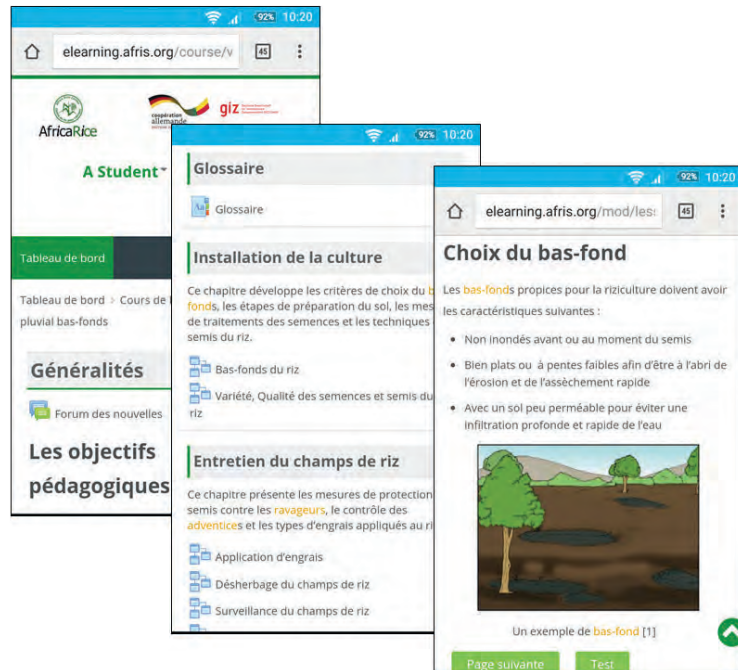 92% 10:20
elearning.afris.org/course/v
45
AfricaRice
coopération
allemande
giz
A Student
Tableau de bord
Tableau de bord > Cours de
pluvial bas-fonds
Généralités
Forum des nouvelles
Les objectifs
pédagogiques
92% 10:20
Glossaire
Glossaire
Installation de la culture
Ce chapitre développe les critères de choix du
fonds, les étapes de préparation du sol, les
de traitements des semences et les techniques
semis du riz.
Bas-fonds du riz
Variété, Qualité des semences et semis du
riz
Entretien du champs de riz
Ce chapitre présente les mesures de protection
semis contre les ravageurs, le contrôle des
adventices et les types d'engrais appliqués au
Application d'engrais
Désherbage du champs de riz
Surveillance du champs de riz
92% 10:20
elearning.afris.org/mod/les
45
Choix du bas-fond
Les bas-fonds propices pour la riziculture doivent avoir
les caractéristiques suivantes :
• Non inondés avant ou au moment du semis
• Bien plats ou à pentes faibles afin d'être à l'abri de
l'érosion et de l'assèchement rapide
• Avec un sol peu perméable pour éviter une
infiltration profonde et rapide de l'eau
Un exemple de bas-fond [1]
Page suivante Test